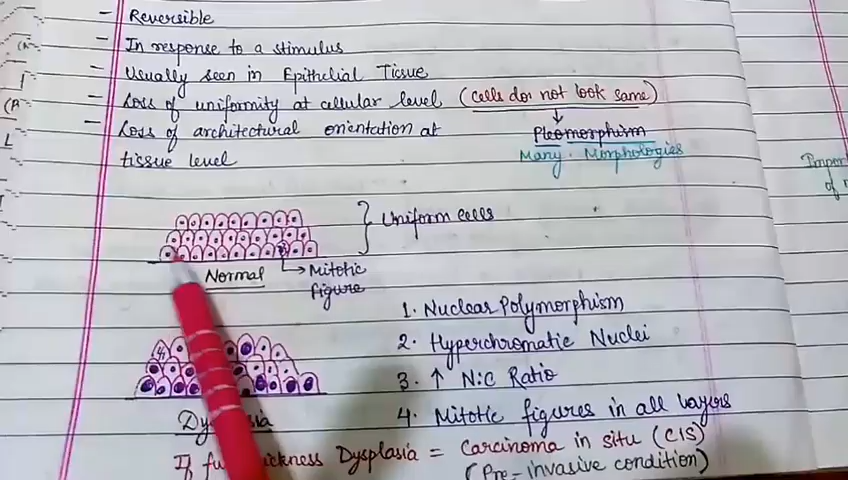 - Reversible
- In response to a stimulus
- Usually seen in Epithelial Tissue
- Loss of uniformity at cellular level (cells do not look same)
- Loss of architectural orientation at
tissue level
Pleomorphism
Many Morphologies
Uniform cells
Normal
Mitotic
figure
1. Nuclear Polymorphism
2. Hyperchromatic Nuclei
3. ↑ N:C Ratio
4. Mitotic figures in all layers
If Dysplasia = Carcinoma in situ (CIS)
(Pre-invasive condition)